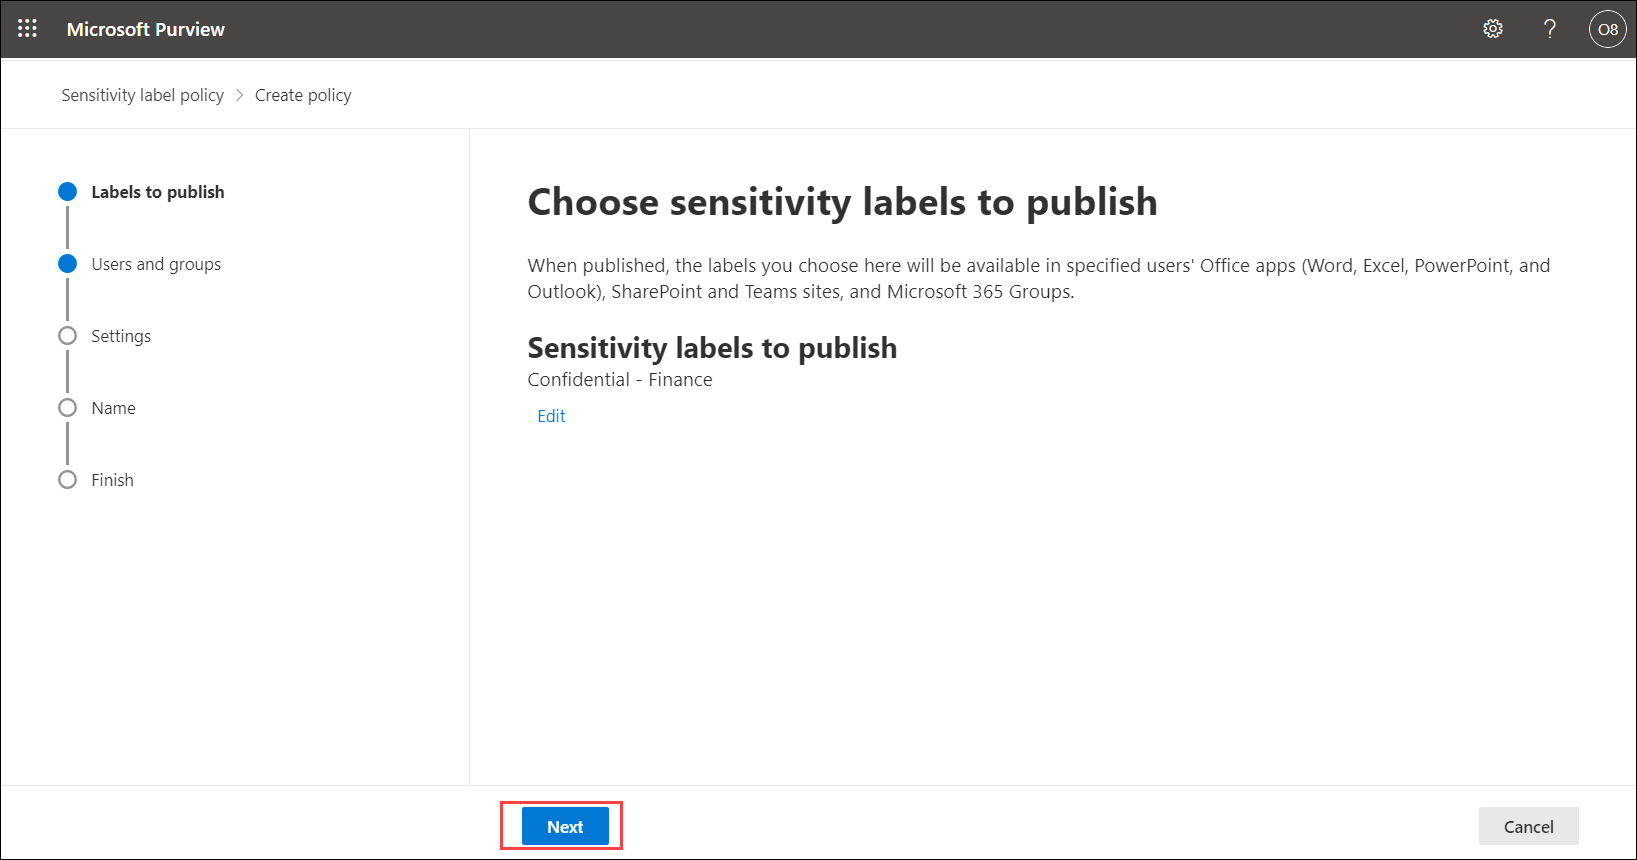 Microsoft Purview
?
O8
Sensitivity label policy > Create policy
Labels to publish
Users and groups
Settings
Name
Finish
Choose sensitivity labels to publish
When published, the labels you choose here will be available in specified users' Office apps (Word, Excel, PowerPoint, and
Outlook), SharePoint and Teams sites, and Microsoft 365 Groups.
Sensitivity labels to publish
Confidential - Finance
Edit
Next
Cancel